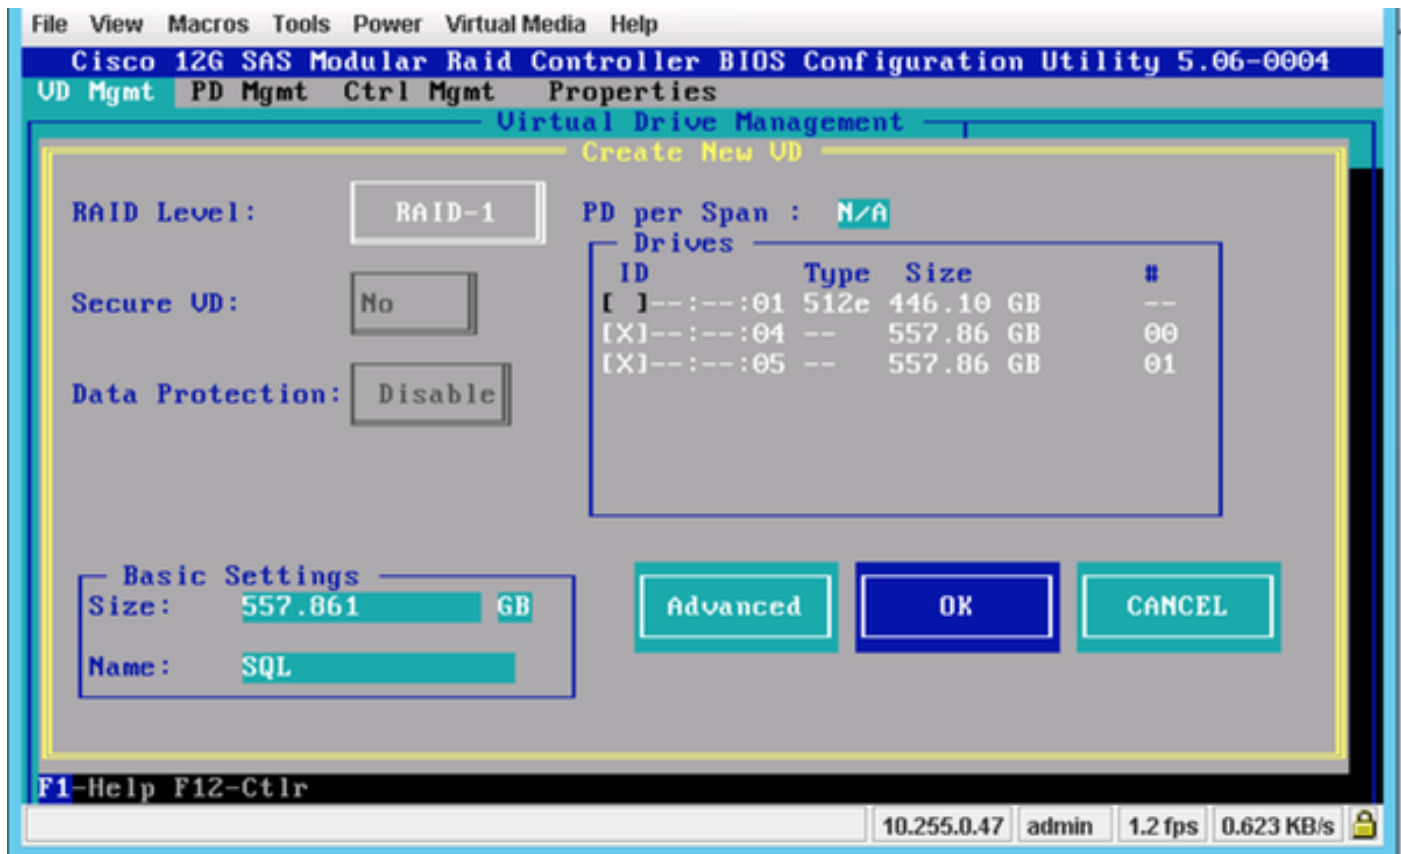 File View Macros Tools Power Virtual Media Help
Cisco 12G SAS Modular Raid Controller BIOS Configuration Utility 5.06-0004
VD Mgmt PD Mgmt Ctrl Mgmt Properties
Virtual Drive Management
Create New VD
RAID Level: RAID-1 PD per Span : N/A
Drives
ID Type Size #
Secure VD: No [ ]--:--:01 512e 446.10 GB --
[X]--:--:04 -- 557.86 GB 00
[X]--:--:05 -- 557.86 GB 01
Data Protection: Disable
Basic Settings
Size: 557.861 GB Advanced OK CANCEL
Name: SQL
F1-Help F12-Ctlr
10.255.0.47 admin 1.2 fps 0.623 KB/s